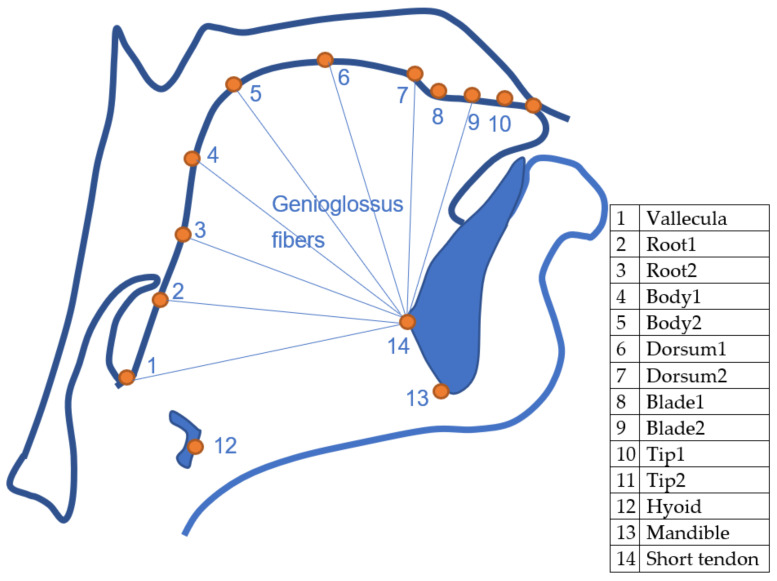 6
5
7
8
9
10
4
Genioglossus
3
fibers
2
14
1
13
12
1 Vallecula
2 Root1
3 Root2
4 Body1
5 Body2
6 Dorsum1
7 Dorsum2
8 Blade1
9 Blade2
10 Tip1
11 Tip2
12 Hyoid
13 Mandible
14 Short tendon